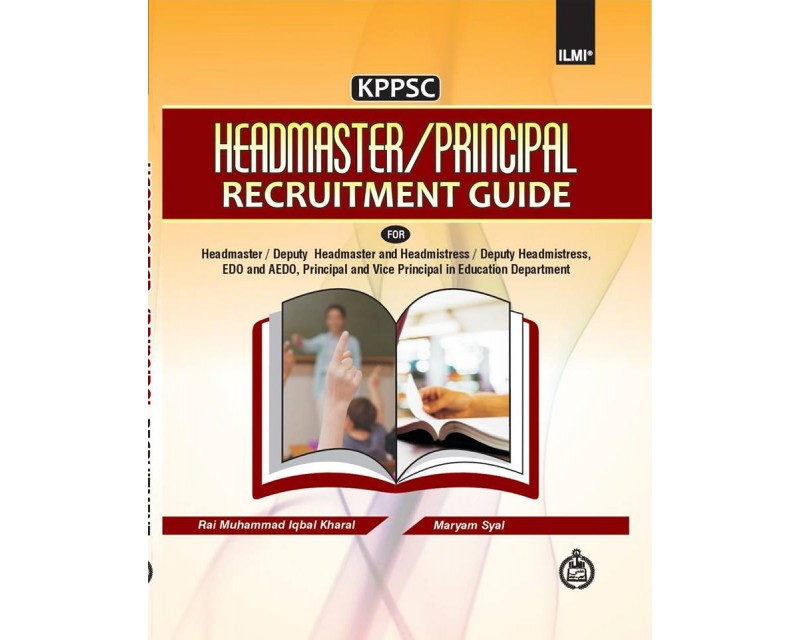 ILMI®
KPPSC
HEADMASTER/PRINCIPAL
RECRUITMENT GUIDE
FOR
Headmaster / Deputy Headmaster and Headmistress / Deputy Headmistress,
EDO and AEDO, Principal and Vice Principal in Education Department
Rai Muhammad Iqbal Kharal
Maryam Syal
ILMI